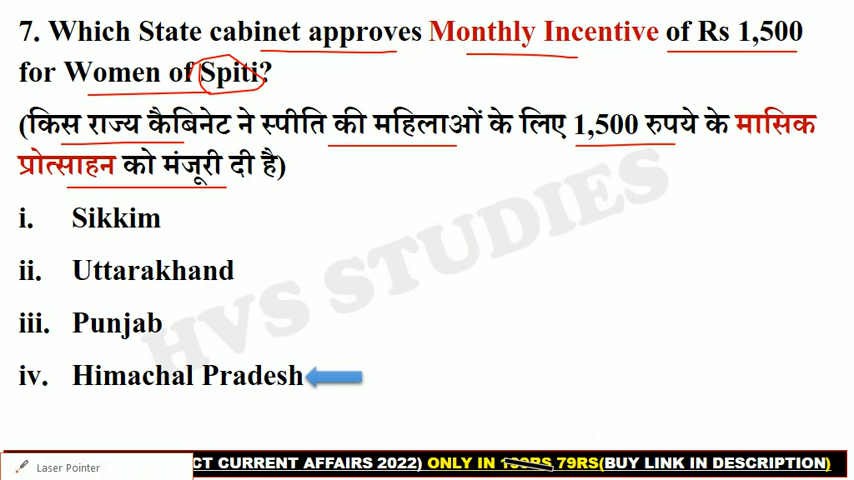 7. Which State cabinet approves Monthly Incentive of Rs 1,500
for Women of Spiti?
(किस राज्य कैबिनेट ने स्पीति की महिलाओं के लिए 1,500 रुपये के मासिक
प्रोत्साहन को मंजूरी दी है)
i. Sikkim
ii. Uttarakhand
iii. Punjab
iv. Himachal Pradesh
HVS STUDIES
Laser Pointer
CT CURRENT AFFAIRS 2022) ONLY IN 79RS(BUY LINK IN DESCRIPTION)